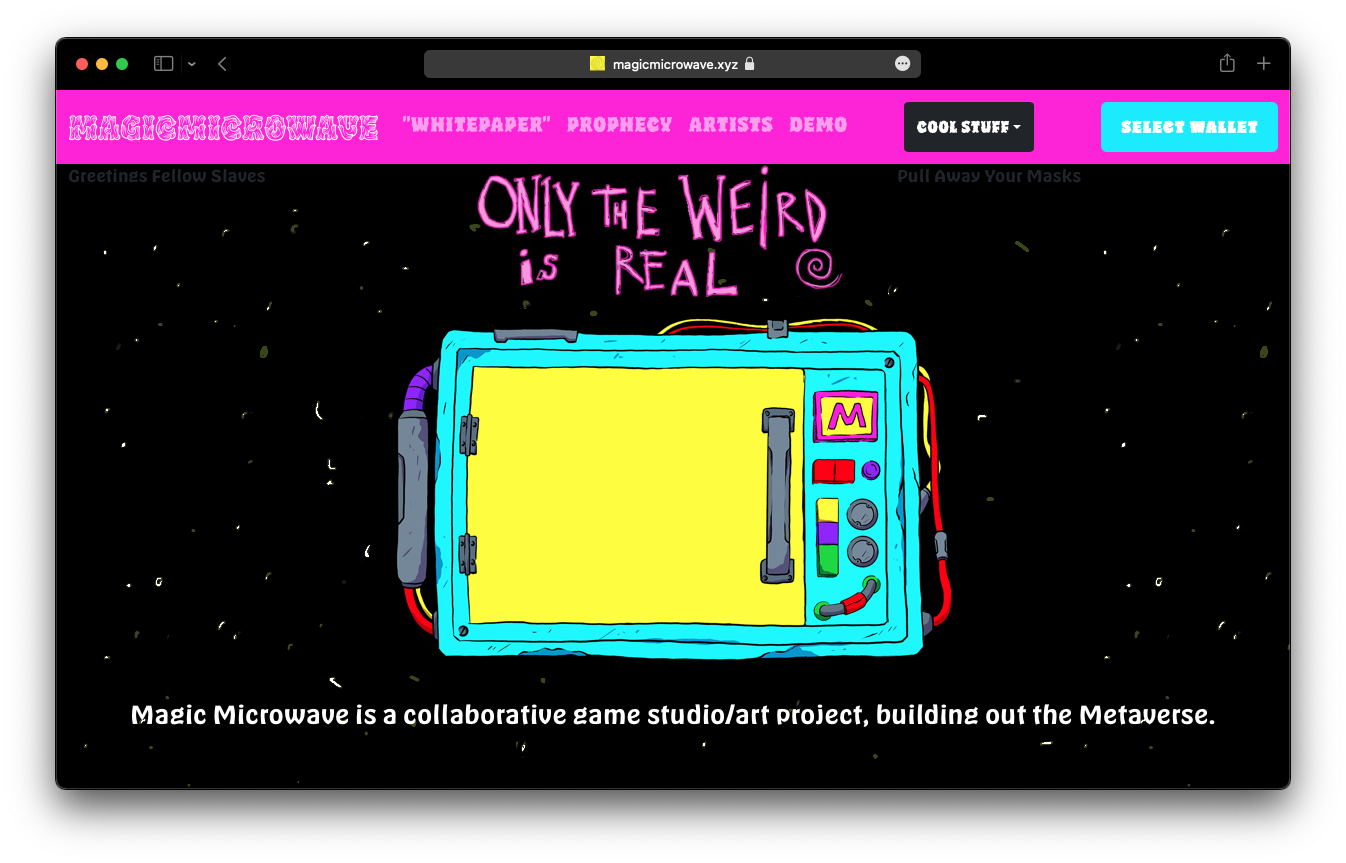 magicmicrowave.xyz
MAGICMICROWAVE "WHITEPAPER" PROPHECY ARTISTS DEMO COOL STUFF SELECT WALLET
Greetings Fellow Slaves
Pull Away Your Masks
ONLY THE WEiRD
iS REAL
M
Magic Microwave is a collaborative game studio/art project, building out the Metaverse.